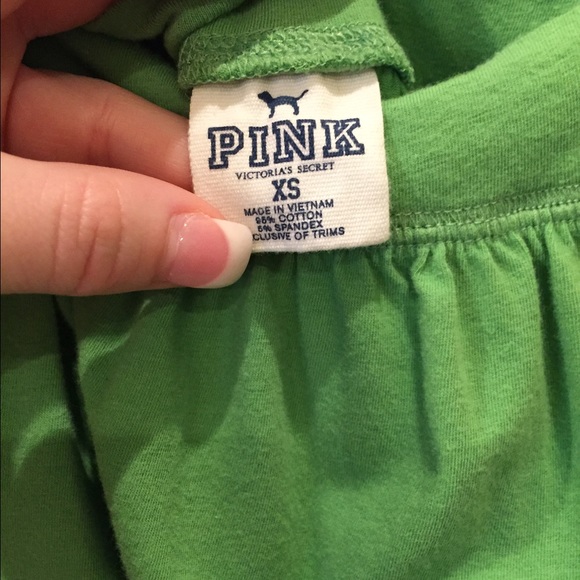 PINK
VICTORIA'S SECRET
XS
MADE IN VIETNAM
95% COTTON
5% SPANDEX
CLUSIVE OF TRIMS